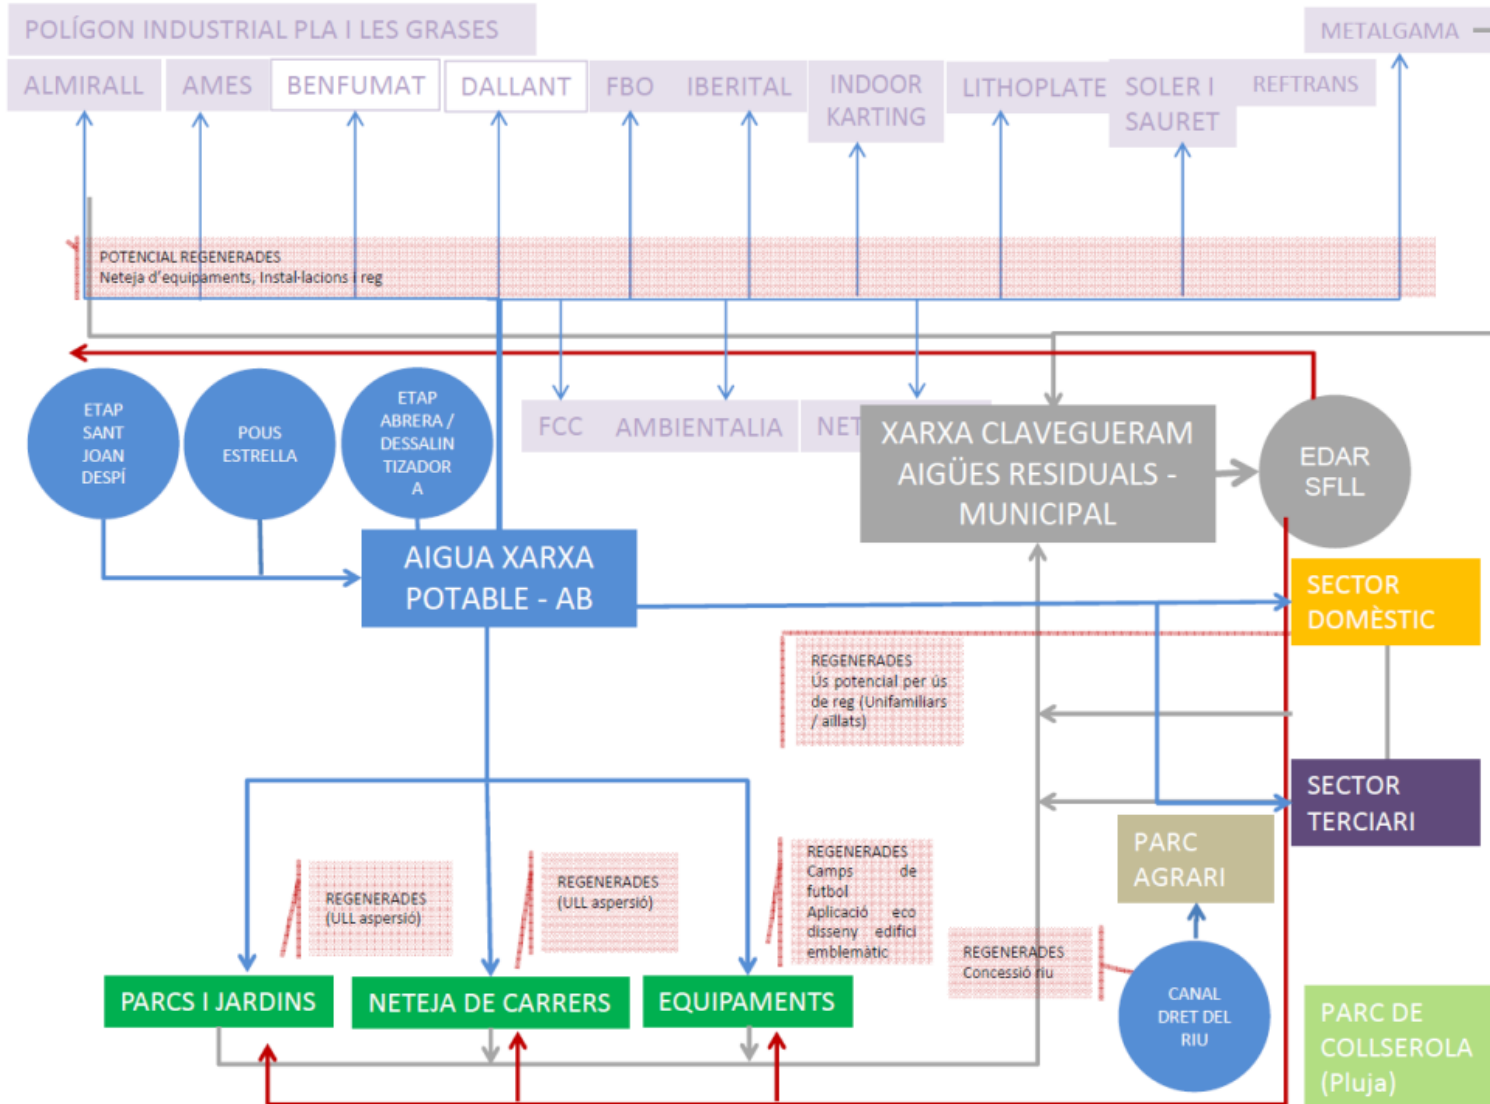 POLÍGON INDUSTRIAL PLA I LES GRASES
METALGAMA
ALMIRALL
AMES
BENFUMAT
DALLANT
FBO
IBERITAL
INDOOR
KARTING
LITHOPLATE
SOLER I
SAURET
REFTRANS
POTENCIAL REGENERADES
Neteja d'equipaments, Instal·lacions i reg
ETAP
SANT
JOAN
DESPÍ
POUS
ESTRELLA
ETAP
ABRERA /
DESSALIN
TIZADOR
A
FCC
AMBIENTALIA
NET
XARXA CLAVEGUERAM
AIGÜES RESIDUALS -
MUNICIPAL
EDAR
SFLL
AIGUA XARXA
POTABLE - AB
SECTOR
DOMÈSTIC
REGENERADES
Ús potencial per ús
de reg (Unifamiliars
/ aïllats)
SECTOR
TERCIARI
PARC
AGRARI
REGENERADES
(ULL aspersió)
REGENERADES
(ULL aspersió)
REGENERADES
Camps de
futbol
Aplicació eco
disseny edifici
emblemàtic
REGENERADES
Concessió riu
PARCS I JARDINS
NETEJA DE CARRERS
EQUIPAMENTS
CANAL
DRET DEL
RIU
PARC DE
COLLSEROLA
(Pluja)